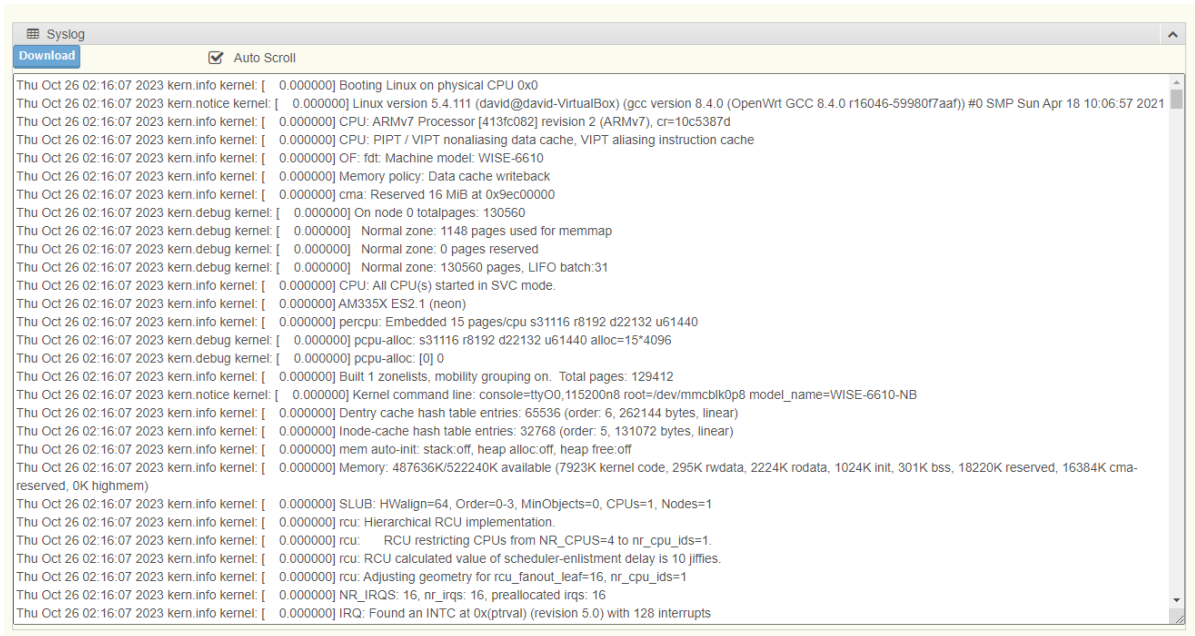 Syslog
Download
Auto Scroll
Thu Oct 26 02:16:07 2023 kern.info kernel: [    0.000000] Booting Linux on physical CPU 0x0
Thu Oct 26 02:16:07 2023 kern.notice kernel: [    0.000000] Linux version 5.4.111 (david@david-VirtualBox) (gcc version 8.4.0 (OpenWrt GCC 8.4.0 r16046-59980f7aaf)) #0 SMP Sun Apr 18 10:06:57 2021
Thu Oct 26 02:16:07 2023 kern.info kernel: [    0.000000] CPU: ARMv7 Processor [413fc082] revision 2 (ARMv7), cr=10c5387d
Thu Oct 26 02:16:07 2023 kern.info kernel: [    0.000000] CPU: PIPT / VIPT nonaliasing data cache, VIPT aliasing instruction cache
Thu Oct 26 02:16:07 2023 kern.info kernel: [    0.000000] OF: fdt: Machine model: WISE-6610
Thu Oct 26 02:16:07 2023 kern.info kernel: [    0.000000] Memory policy: Data cache writeback
Thu Oct 26 02:16:07 2023 kern.info kernel: [    0.000000] cma: Reserved 16 MiB at 0x9ec00000
Thu Oct 26 02:16:07 2023 kern.debug kernel: [    0.000000] On node 0 totalpages: 130560
Thu Oct 26 02:16:07 2023 kern.debug kernel: [    0.000000]   Normal zone: 1148 pages used for memmap
Thu Oct 26 02:16:07 2023 kern.debug kernel: [    0.000000]   Normal zone: 0 pages reserved
Thu Oct 26 02:16:07 2023 kern.debug kernel: [    0.000000]   Normal zone: 130560 pages, LIFO batch:31
Thu Oct 26 02:16:07 2023 kern.info kernel: [    0.000000] CPU: All CPU(s) started in SVC mode.
Thu Oct 26 02:16:07 2023 kern.info kernel: [    0.000000] AM335X ES2.1 (neon)
Thu Oct 26 02:16:07 2023 kern.info kernel: [    0.000000] percpu: Embedded 15 pages/cpu s31116 r8192 d22132 u61440
Thu Oct 26 02:16:07 2023 kern.debug kernel: [    0.000000] pcpu-alloc: s31116 r8192 d22132 u61440 alloc=15*4096
Thu Oct 26 02:16:07 2023 kern.debug kernel: [    0.000000] pcpu-alloc: [0] 0
Thu Oct 26 02:16:07 2023 kern.info kernel: [    0.000000] Built 1 zonelists, mobility grouping on.  Total pages: 129412
Thu Oct 26 02:16:07 2023 kern.notice kernel: [    0.000000] Kernel command line: console=ttyO0,115200n8 root=/dev/mmcblk0p8 model_name=WISE-6610-NB
Thu Oct 26 02:16:07 2023 kern.info kernel: [    0.000000] Dentry cache hash table entries: 65536 (order: 6, 262144 bytes, linear)
Thu Oct 26 02:16:07 2023 kern.info kernel: [    0.000000] Inode-cache hash table entries: 32768 (order: 5, 131072 bytes, linear)
Thu Oct 26 02:16:07 2023 kern.info kernel: [    0.000000] mem auto-init: stack:off, heap alloc:off, heap free:off
Thu Oct 26 02:16:07 2023 kern.info kernel: [    0.000000] Memory: 487636K/522240K available (7923K kernel code, 295K rwdata, 2224K rodata, 1024K init, 301K bss, 18220K reserved, 16384K cma-
reserved, 0K highmem)
Thu Oct 26 02:16:07 2023 kern.info kernel: [    0.000000] SLUB: HWalign=64, Order=0-3, MinObjects=0, CPUs=1, Nodes=1
Thu Oct 26 02:16:07 2023 kern.info kernel: [    0.000000] rcu: Hierarchical RCU implementation.
Thu Oct 26 02:16:07 2023 kern.info kernel: [    0.000000] rcu:      RCU restricting CPUs from NR_CPUS=4 to nr_cpu_ids=1.
Thu Oct 26 02:16:07 2023 kern.info kernel: [    0.000000] rcu: RCU calculated value of scheduler-enlistment delay is 10 jiffies.
Thu Oct 26 02:16:07 2023 kern.info kernel: [    0.000000] rcu: Adjusting geometry for rcu_fanout_leaf=16, nr_cpu_ids=1
Thu Oct 26 02:16:07 2023 kern.info kernel: [    0.000000] NR_IRQS: 16, nr_irqs: 16, preallocated irqs: 16
Thu Oct 26 02:16:07 2023 kern.info kernel: [    0.000000] IRQ: Found an INTC at 0x(ptrval) (revision 5.0) with 128 interrupts